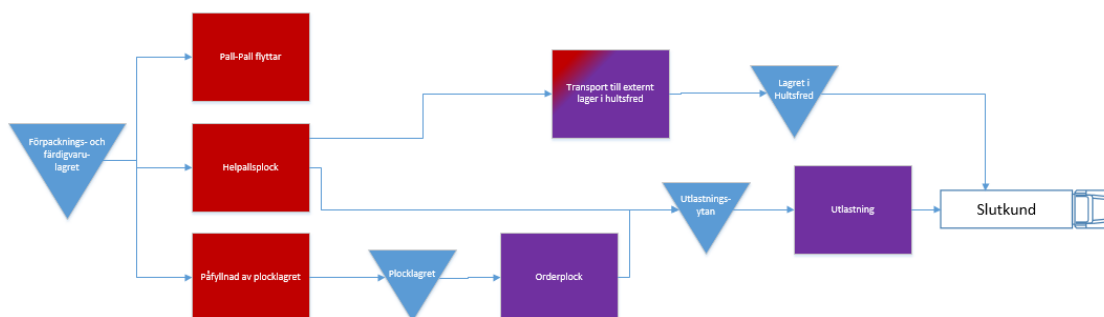 Pall-Pall flyttar
Transport till externt
lager i hultsfred
Lagret i
Hultsfred
Förpacknings- och
färdigvaru-
lagret
Helpallsplock
Utlastnings-
ytan
Utlastning
Slutkund
Påfyllnad av plocklagret
Plocklagret
Orderplock